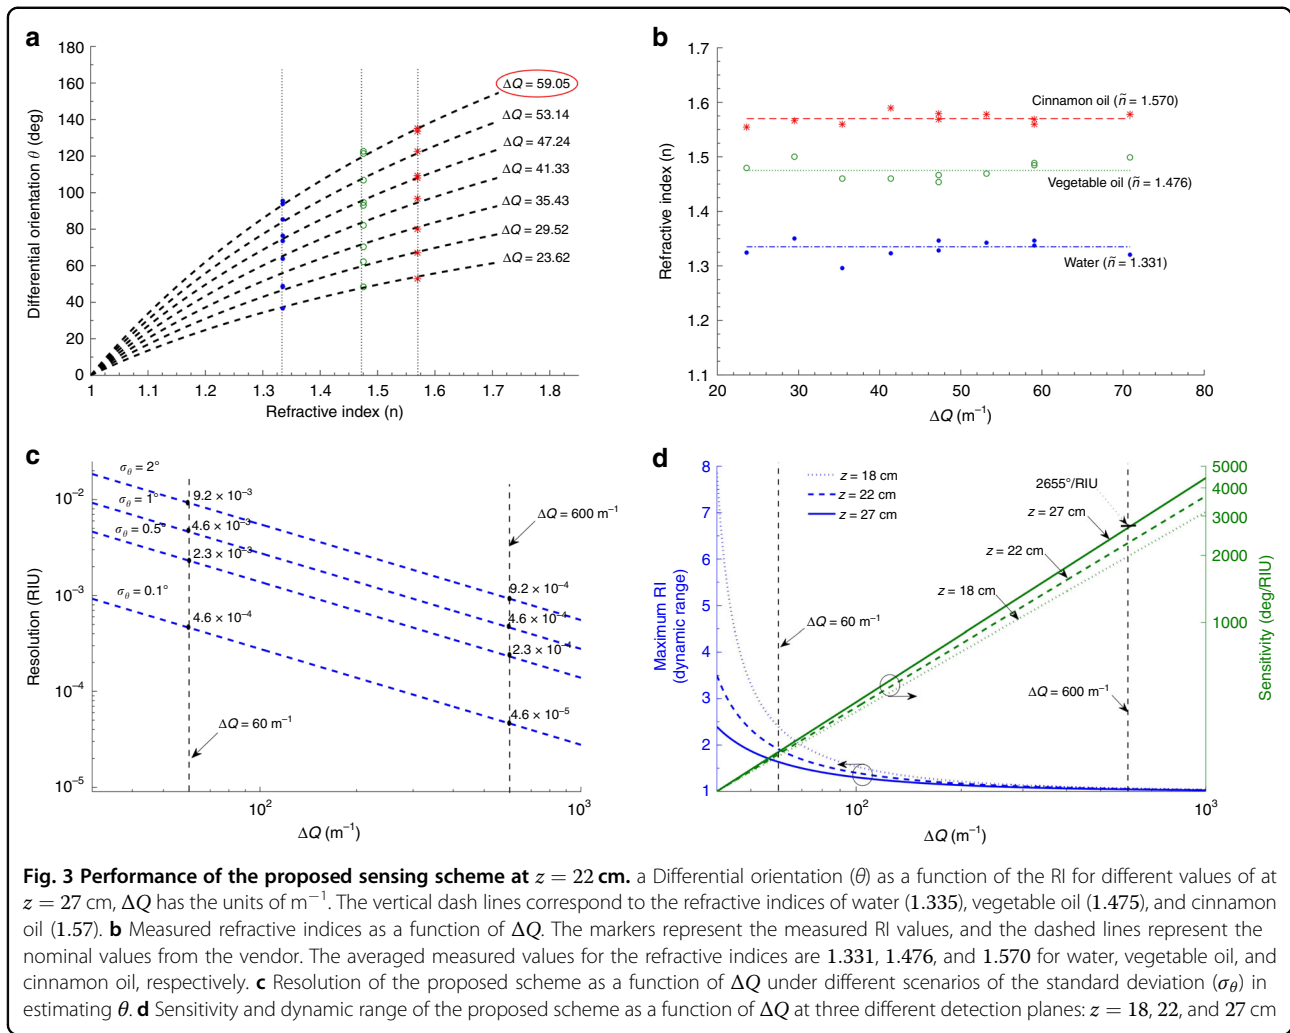 a
180
160
140
120
100
80
60
40
20
0
Differential orientation θ (deg)
ΔQ = 59.05
ΔQ = 53.14
ΔQ = 47.24
ΔQ = 41.33
ΔQ = 35.43
ΔQ = 29.52
ΔQ = 23.62
1 1.1 1.2 1.3 1.4 1.5 1.6 1.7 1.8
Refractive index (n)
b
1.7
1.6
1.5
1.4
1.3
1.2
1.1
Refractive index (n)
Cinnamon oil (ñ = 1.570)
Vegetable oil (ñ = 1.476)
Water (ñ = 1.331)
20 30 40 50 60 70 80
ΔQ (m⁻¹)
c
10⁻²
10⁻³
10⁻⁴
10⁻⁵
Resolution (RIU)
σθ = 2°
σθ = 1°
σθ = 0.5°
σθ = 0.1°
9.2 × 10⁻³
4.6 × 10⁻³
2.3 × 10⁻³
4.6 × 10⁻⁴
ΔQ = 600 m⁻¹
9.2 × 10⁻⁴
4.6 × 10⁻⁴
2.3 × 10⁻⁴
4.6 × 10⁻⁵
ΔQ = 60 m⁻¹
10² 10³
ΔQ (m⁻¹)
d
8
7
6
5
4
3
2
1
Maximum RI
(dynamic range)
z = 18 cm
z = 22 cm
z = 27 cm
2655°/RIU
z = 27 cm
z = 22 cm
z = 18 cm
ΔQ = 60 m⁻¹
ΔQ = 600 m⁻¹
5000
4000
3000
2000
1000
Sensitivity (deg/RIU)
10² 10³
ΔQ (m⁻¹)
Fig. 3 Performance of the proposed sensing scheme at z = 22 cm. a Differential orientation (θ) as a function of the RI for different values of at
z = 27 cm, ΔQ has the units of m⁻¹. The vertical dash lines correspond to the refractive indices of water (1.335), vegetable oil (1.475), and cinnamon
oil (1.57). b Measured refractive indices as a function of ΔQ. The markers represent the measured RI values, and the dashed lines represent the
nominal values from the vendor. The averaged measured values for the refractive indices are 1.331, 1.476, and 1.570 for water, vegetable oil, and
cinnamon oil, respectively. c Resolution of the proposed scheme as a function of ΔQ under different scenarios of the standard deviation (σθ) in
estimating θ. d Sensitivity and dynamic range of the proposed scheme as a function of ΔQ at three different detection planes: z = 18, 22, and 27 cm